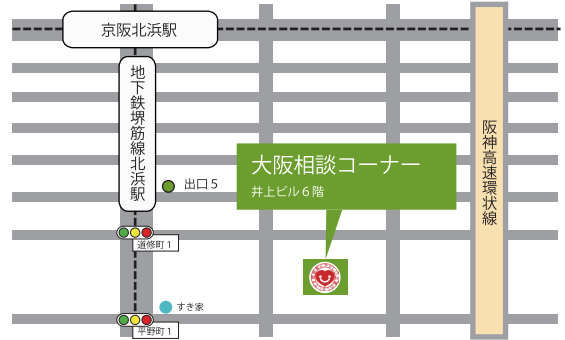 京阪北浜駅
地下鉄堺筋線北浜駅
大阪相談コーナー
井上ビル6階
出口5
阪神高速環状線
道修町1
すき家
平野町1